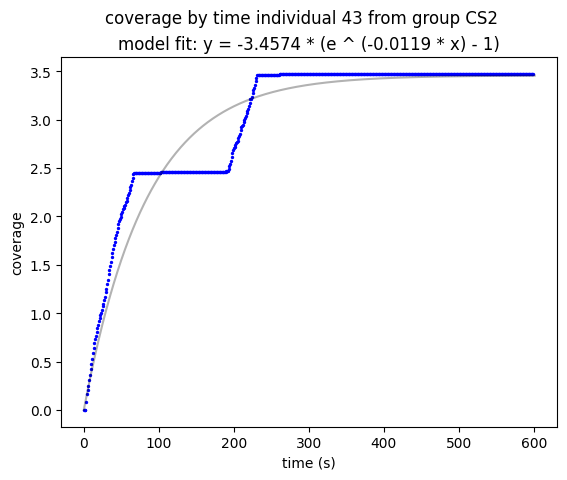 coverage by time individual 43 from group CS2
model fit: y = -3.4574 * (e ^ (-0.0119 * x) - 1)
3.5
3.0
2.5
2.0
1.5
1.0
0.5
0.0
coverage
0 100 200 300 400 500 600
time (s)